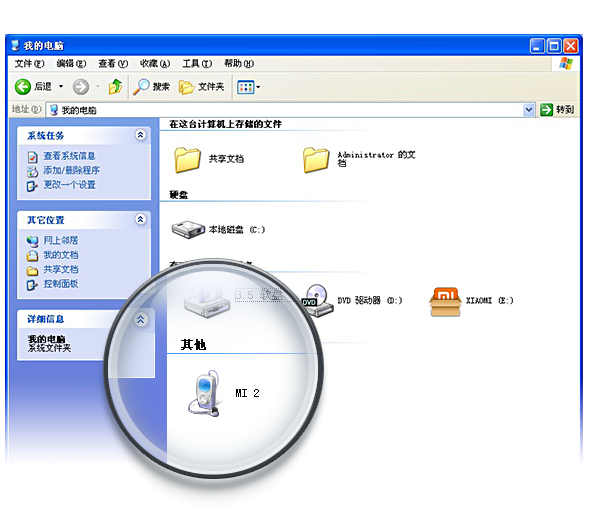 我的电脑
文件(F) 编辑(E) 查看(V) 收藏(A) 工具(T) 帮助(H)
后退 搜索 文件夹
地址(D) 我的电脑 转到
系统任务
查看系统信息
添加/删除程序
更改一个设置
其它位置
网上邻居
我的文档
共享文档
控制面板
详细信息
我的电脑
系统文件夹
在这台计算机上存储的文件
共享文档
Administrator 的文
档
硬盘
本地磁盘 (C:)
3.5 软盘
DVD
DVD 驱动器 (D:)
XIAOMI (E:)
其他
MI 2